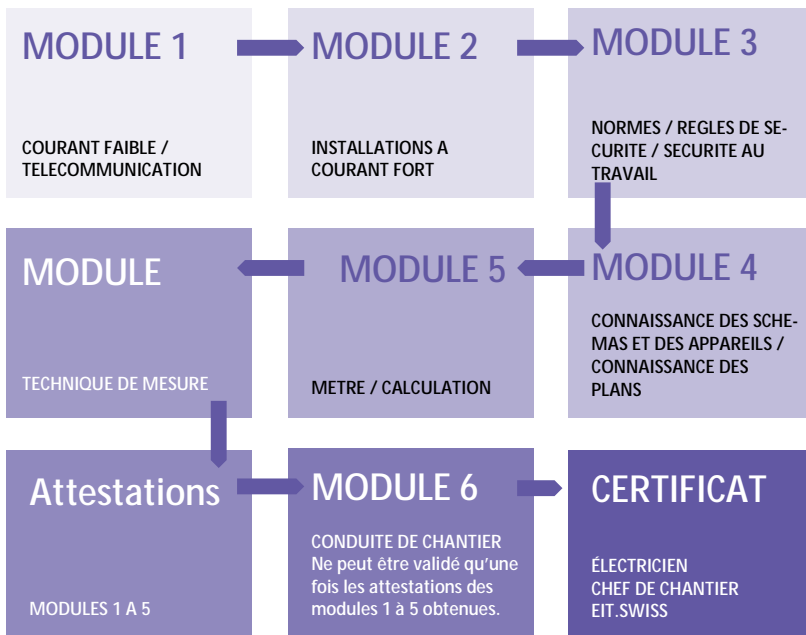 MODULE 1
COURANT FAIBLE /
TELECOMMUNICATION
MODULE 2
INSTALLATIONS A
COURANT FORT
MODULE 3
NORMES / REGLES DE SE-
CURITE / SECURITE AU
TRAVAIL
MODULE 4
CONNAISSANCE DES SCHE-
MAS ET DES APPAREILS /
CONNAISSANCE DES
PLANS
MODULE 5
METRE / CALCULATION
MODULE
TECHNIQUE DE MESURE
Attestations
MODULES 1 A 5
MODULE 6
CONDUITE DE CHANTIER
Ne peut être validé qu'une
fois les attestations des
modules 1 à 5 obtenues.
CERTIFICAT
ÉLECTRICIEN
CHEF DE CHANTIER
EIT.SWISS